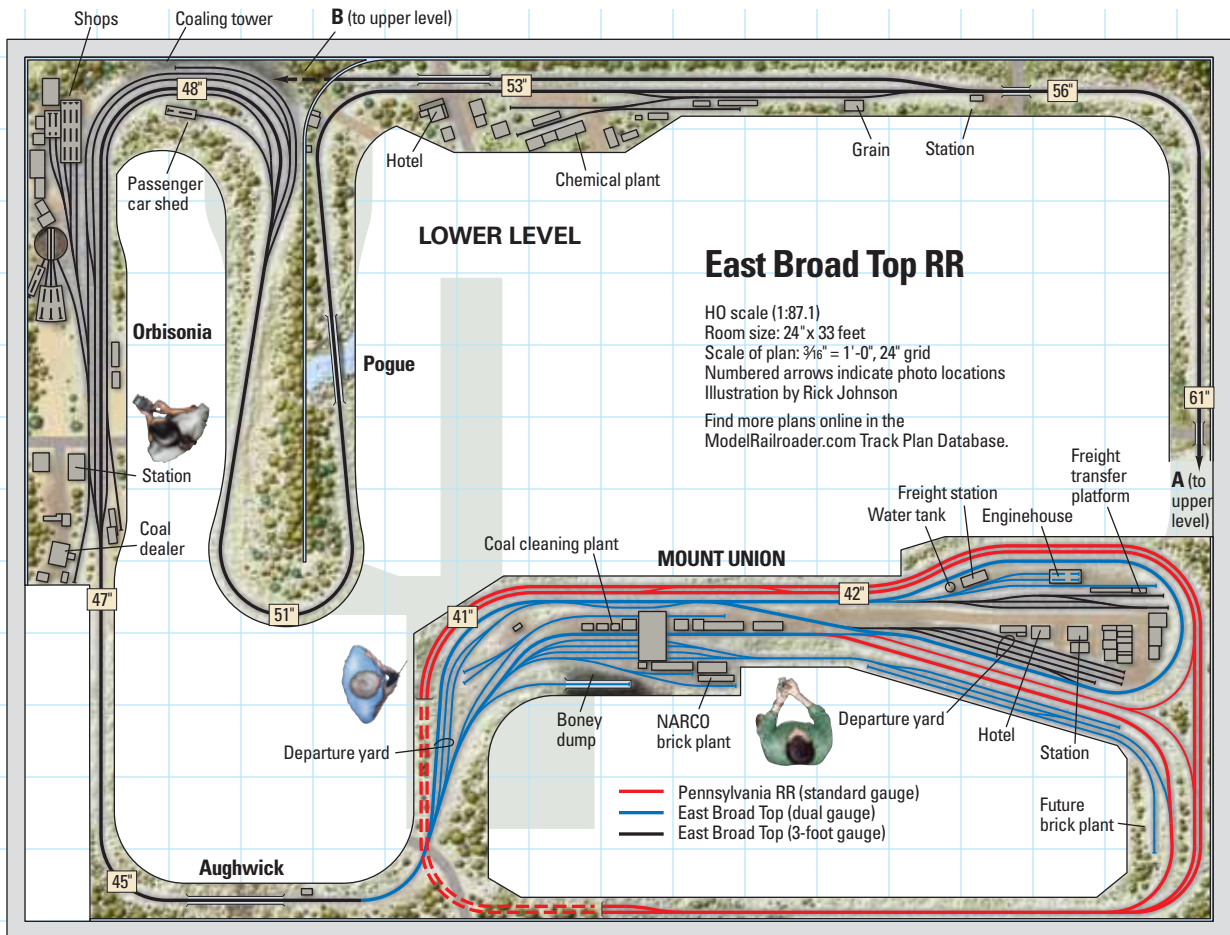 Shops
Coaling tower
B (to upper level)
48"
53"
56"
Passenger
car shed
Hotel
Chemical plant
Grain
Station
LOWER LEVEL
East Broad Top RR
HO scale (1:87.1)
Room size: 24" x 33 feet
Scale of plan: 3⁄16" = 1'-0", 24" grid
Numbered arrows indicate photo locations
Illustration by Rick Johnson
Find more plans online in the
ModelRailroader.com Track Plan Database.
Orbisonia
Pogue
61"
A (to
upper
level)
Station
Coal
dealer
Freight
transfer
platform
Freight station
Water tank
Enginehouse
Coal cleaning plant
MOUNT UNION
47"
51"
41"
42"
Departure yard
Boney
dump
NARCO
brick plant
Departure yard
Hotel
Station
Pennsylvania RR (standard gauge)
East Broad Top (dual gauge)
East Broad Top (3-foot gauge)
Future
brick plant
Aughwick
45"